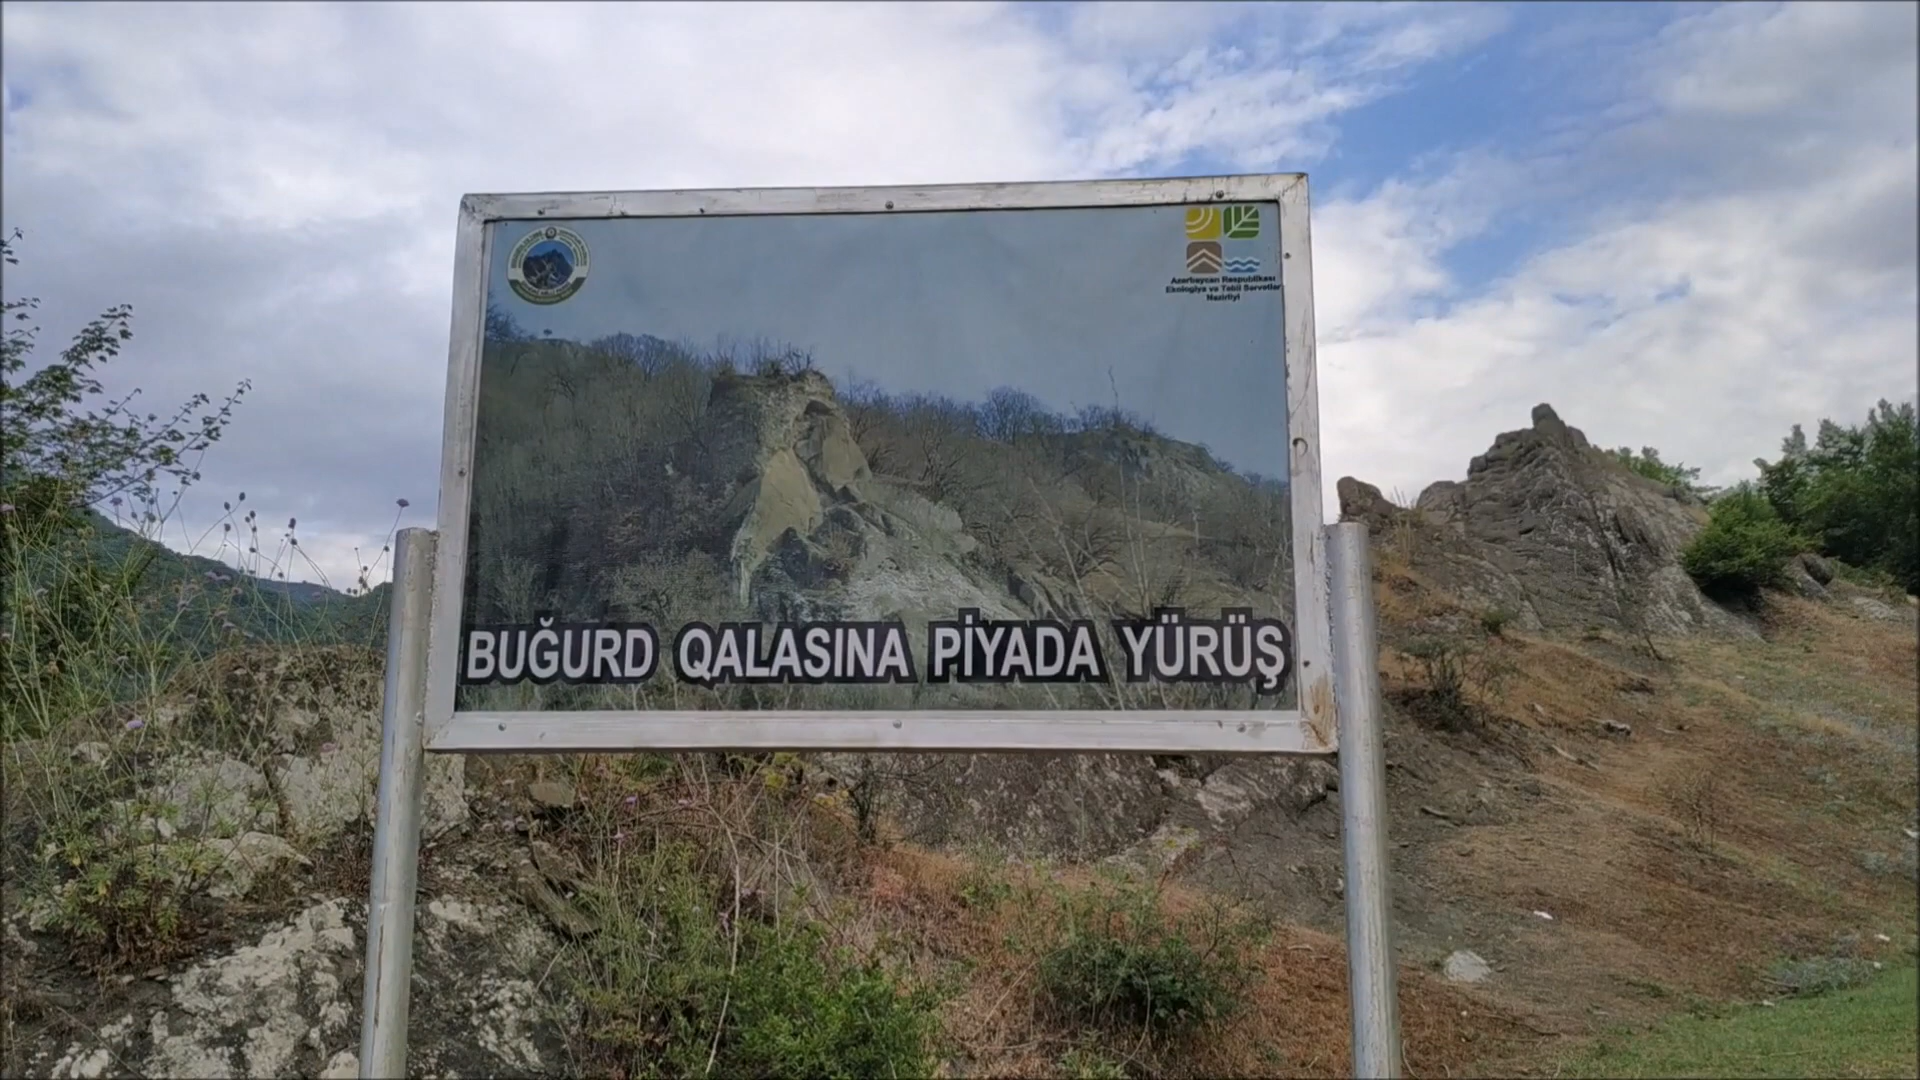 Azərbaycan Respublikası
Ekologiya və Təbii Sərvətlər
Nazirliyi
BUĞURD QALASINA PİYADA YÜRÜŞ